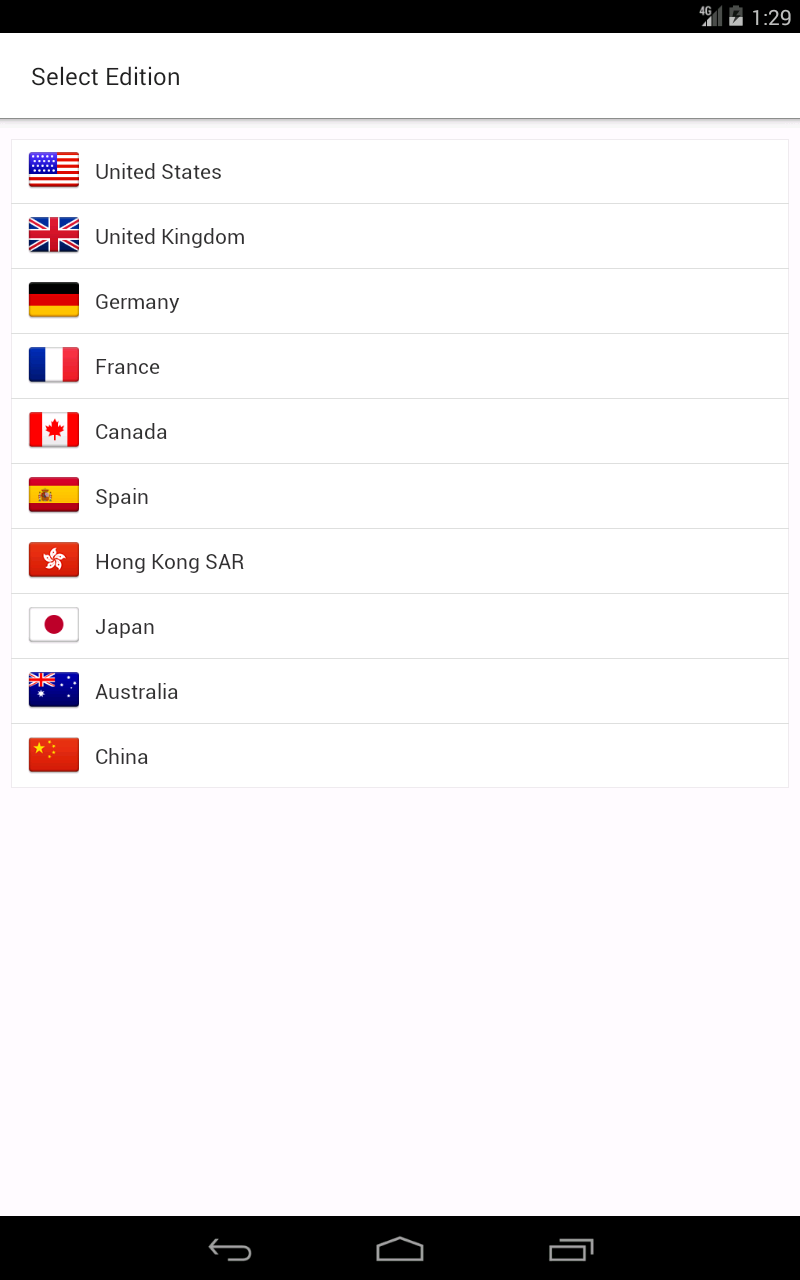 4G 1:29
Select Edition
United States
United Kingdom
Germany
France
Canada
Spain
Hong Kong SAR
Japan
Australia
China